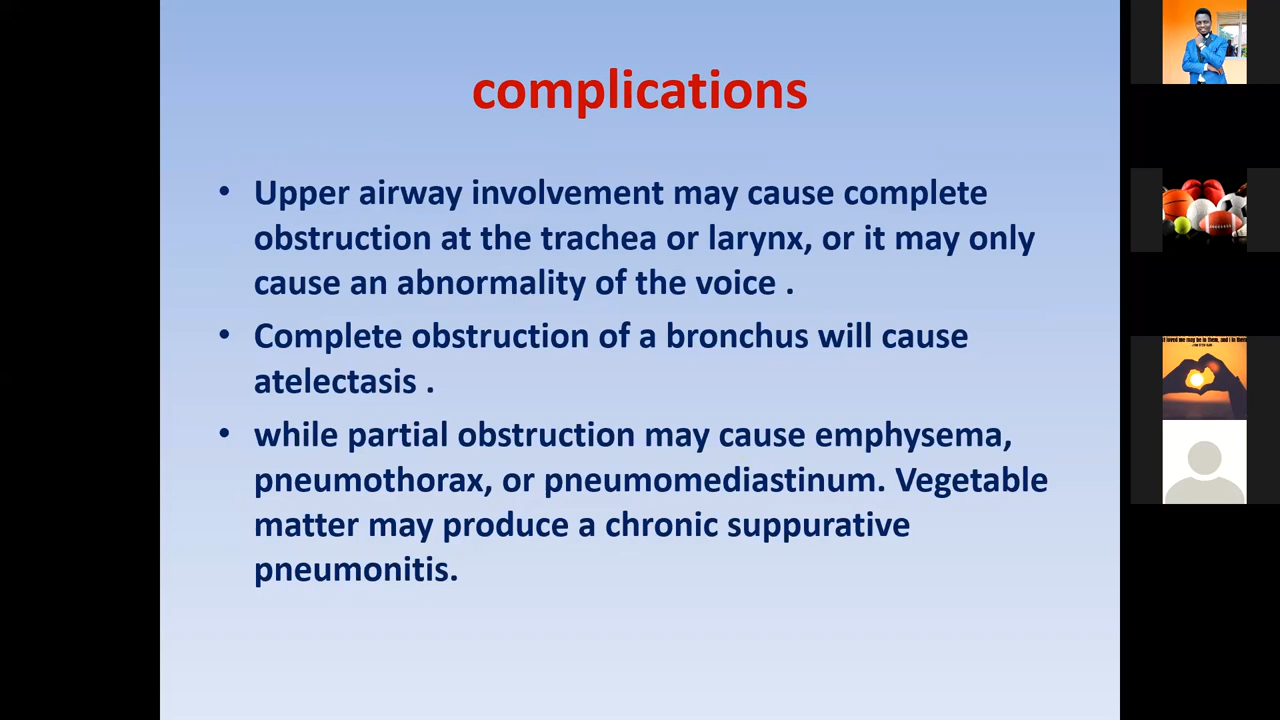 complications
• Upper airway involvement may cause complete
obstruction at the trachea or larynx, or it may only
cause an abnormality of the voice .
• Complete obstruction of a bronchus will cause
atelectasis .
• while partial obstruction may cause emphysema,
pneumothorax, or pneumomediastinum. Vegetable
matter may produce a chronic suppurative
pneumonitis.